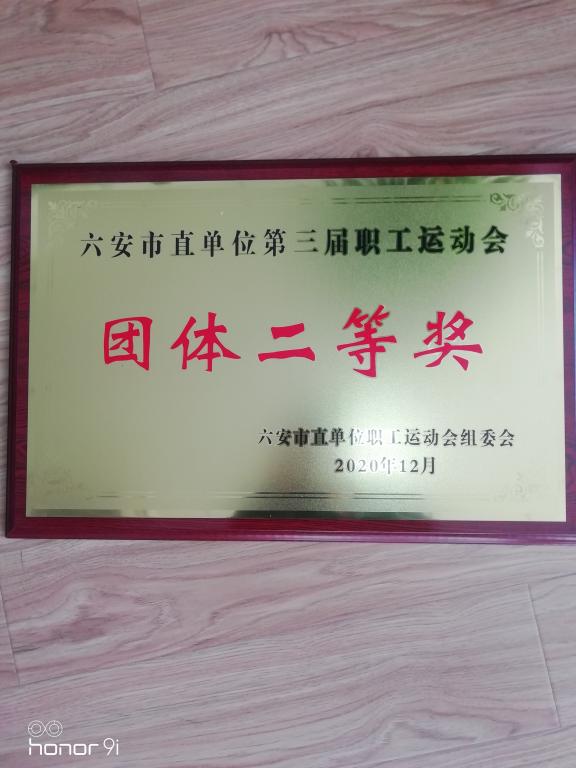 六安市直单位第三届职工运动会
团体二等奖
六安市直单位职工运动会组委会
2020年12月
honor 9i